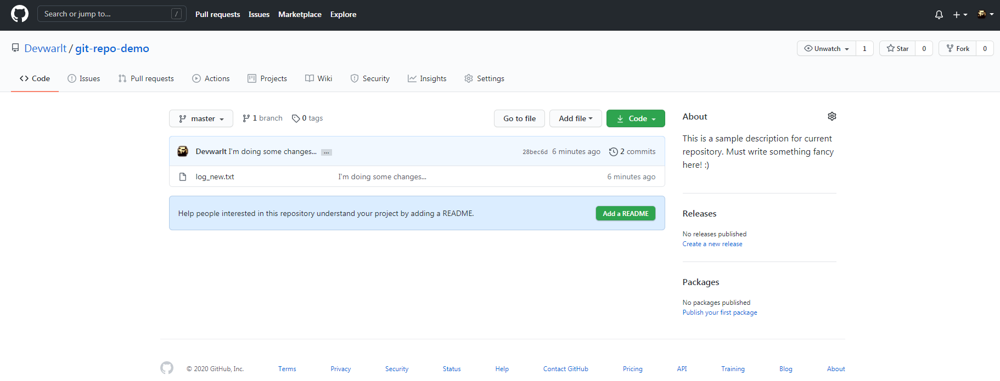 Search or jump to... /
Pull requests Issues Marketplace Explore
Devwarlt / git-repo-demo
Unwatch 1 Star 0 Fork 0
Code Issues Pull requests Actions Projects Wiki Security Insights Settings
master 1 branch 0 tags Go to file Add file Code
Devwarlt I'm doing some changes... ... 28bec6d 6 minutes ago 2 commits
log_new.txt I'm doing some changes... 6 minutes ago
Help people interested in this repository understand your project by adding a README. Add a README
About
This is a sample description for current
repository. Must write something fancy
here! :)
Releases
No releases published
Create a new release
Packages
No packages published
Publish your first package
© 2020 GitHub, Inc. Terms Privacy Security Status Help Contact GitHub Pricing API Training Blog About